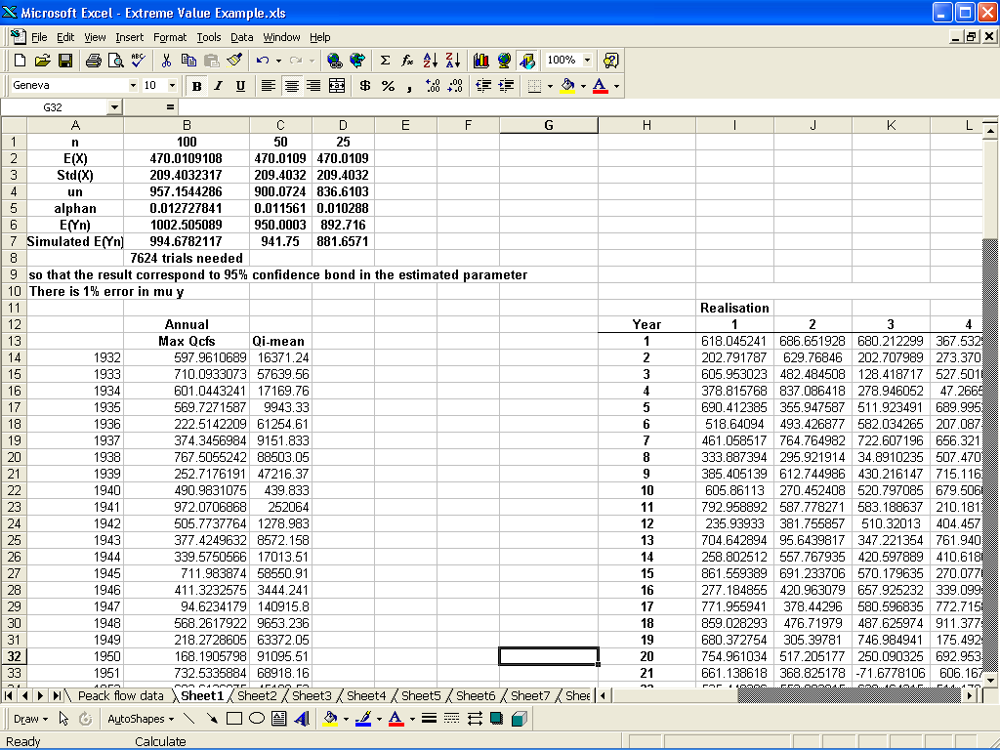 Microsoft Excel - Extreme Value Example.xls
File Edit View Insert Format Tools Data Window Help
100%
Geneva 10 B I U $ % ,
G32 =
A B C D E F G H I J K L
1 n 100 50 25
2 E(X) 470.0109108 470.0109 470.0109
3 Std(X) 209.4032317 209.4032 209.4032
4 un 957.1544286 900.0724 836.6103
5 alphan 0.012727841 0.011561 0.010288
6 E(Yn) 1002.505089 950.0003 892.716
7 Simulated E(Yn) 994.6782117 941.75 881.6571
8 7624 trials needed
9 so that the result correspond to 95% confidence bond in the estimated parameter
10 There is 1% error in mu y
11 Realisation
12 Annual Year 1 2 3 4
13 Max Qcfs Qi-mean 1 618.045241 686.651928 680.212299 367.532
14 1932 597.9610689 16371.24 2 202.791787 629.76846 202.707989 273.370
15 1933 710.0933073 57639.56 3 605.953023 482.484508 128.418717 527.501
16 1934 601.0443241 17169.76 4 378.815768 837.086418 278.946052 47.2665
17 1935 569.7271587 9943.33 5 690.412385 355.947587 511.923491 689.995
18 1936 222.5142209 61254.61 6 518.64094 493.426877 582.034265 207.087
19 1937 374.3456984 9151.833 7 461.058517 764.764982 722.607196 656.321
20 1938 767.5055242 88503.05 8 333.887394 295.921914 34.8910235 507.470
21 1939 252.7176191 47216.37 9 385.405139 612.744986 430.216147 715.116
22 1940 490.9831075 439.833 10 605.86113 270.452408 520.797085 679.506
23 1941 972.0706868 252064 11 792.958892 587.778271 583.188637 210.181
24 1942 505.7737764 1278.983 12 235.93933 381.755857 510.32013 404.457
25 1943 377.4249632 8572.158 13 704.642894 95.6439817 347.221354 761.940
26 1944 339.5750566 17013.51 14 258.802512 557.767935 420.597889 410.618
27 1945 711.983874 58550.91 15 861.559389 691.233706 570.179635 270.077
28 1946 411.3232575 3444.241 16 277.184855 420.963079 657.925232 339.099
29 1947 94.6234179 140915.8 17 771.955941 378.44296 580.596835 772.715
30 1948 568.2617922 9653.236 18 859.028293 476.71979 487.625974 911.377
31 1949 218.2728605 63372.05 19 680.372754 305.39781 746.984941 175.492
32 1950 168.1905798 91095.51 20 754.961034 517.205177 250.090325 692.953
33 1951 732.5335884 68918.16 21 661.138618 368.825178 -71.6778106 606.167
Peack flow data Sheet1 Sheet2 Sheet3 Sheet4 Sheet5 Sheet6 Sheet7 Shee
Draw AutoShapes
Ready Calculate